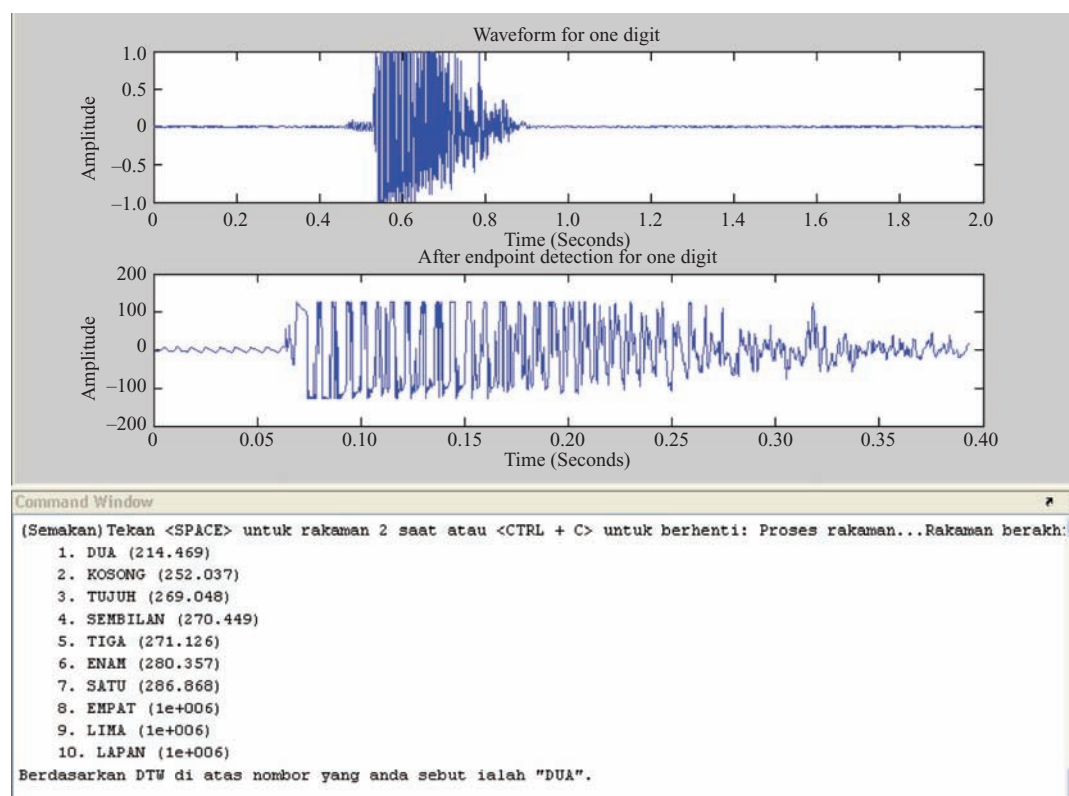 Waveform for one digit
1.0
0.5
0
–0.5
–1.0
Amplitude
0 0.2 0.4 0.6 0.8 1.0 1.2 1.4 1.6 1.8 2.0
Time (Seconds)
After endpoint detection for one digit
200
100
0
–100
–200
Amplitude
0 0.05 0.10 0.15 0.20 0.25 0.30 0.35 0.40
Time (Seconds)
Command Window
(Semakan) Tekan <SPACE> untuk rakaman 2 saat atau <CTRL + C> untuk berhenti: Proses rakaman...Rakaman berakhi
1. DUA (214.469)
2. KOSONG (252.037)
3. TUJUH (269.048)
4. SEMBILAN (270.449)
5. TIGA (271.126)
6. ENAM (280.357)
7. SATU (286.868)
8. EMPAT (1e+006)
9. LIMA (1e+006)
10. LAPAN (1e+006)
Berdasarkan DTW di atas nombor yang anda sebut ialah "DUA".